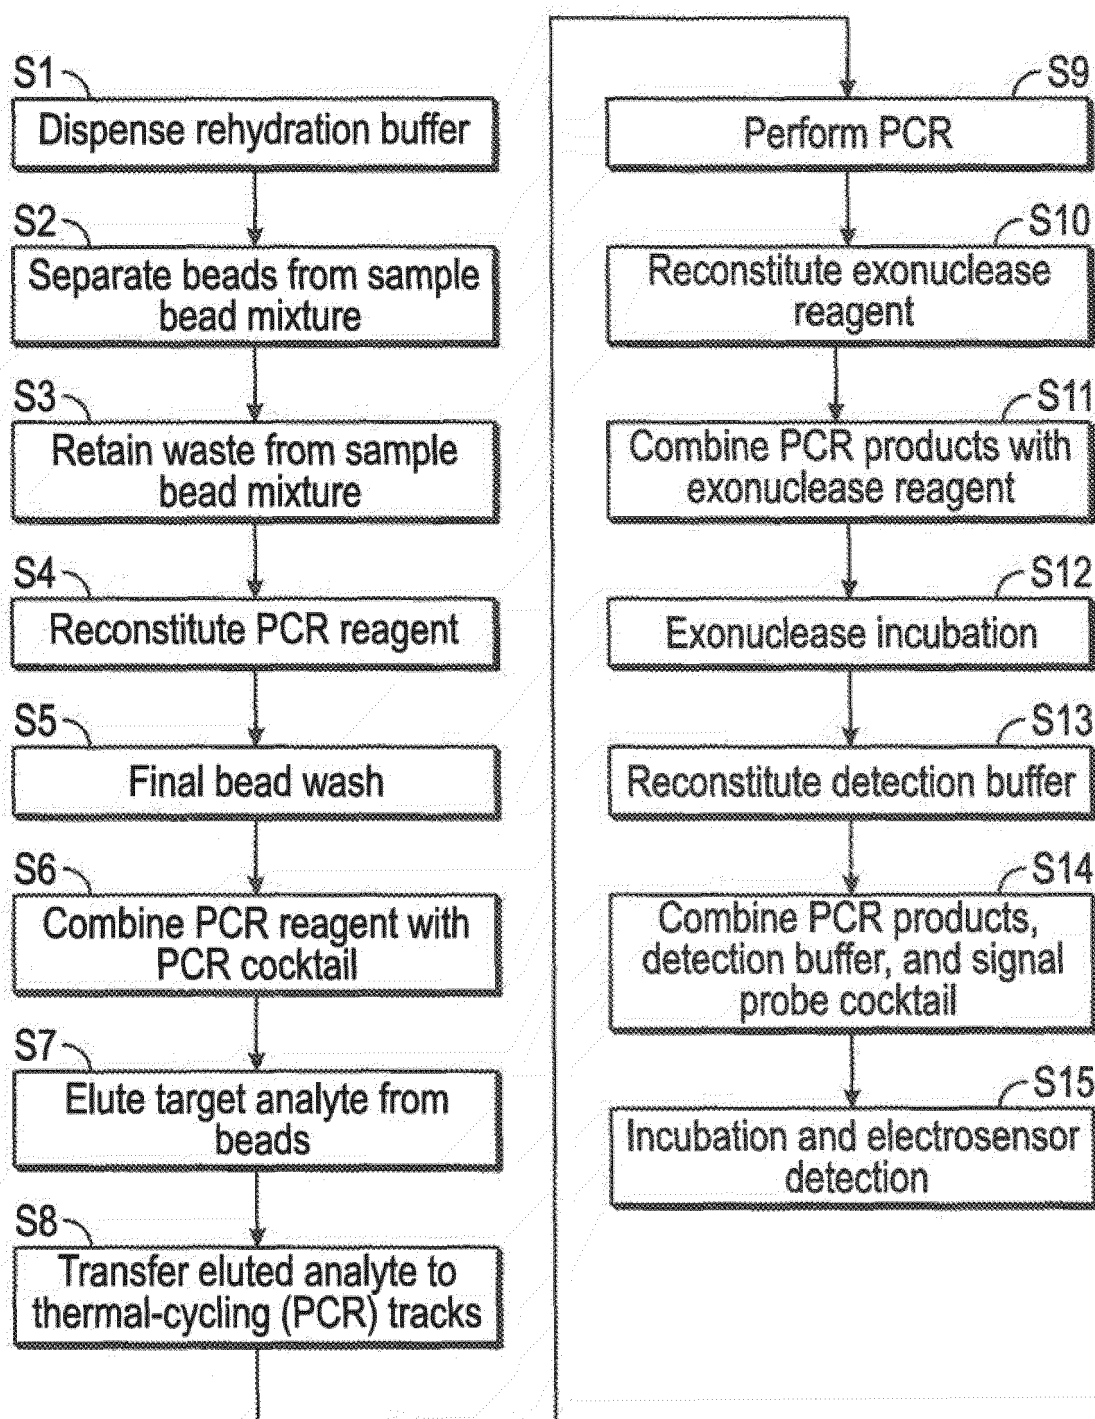 S1
Dispense rehydration buffer
S2
Separate beads from sample
bead mixture
S3
Retain waste from sample
bead mixture
S4
Reconstitute PCR reagent
S5
Final bead wash
S6
Combine PCR reagent with
PCR cocktail
S7
Elute target analyte from
beads
S8
Transfer eluted analyte to
thermal-cycling (PCR) tracks
S9
Perform PCR
S10
Reconstitute exonuclease
reagent
S11
Combine PCR products with
exonuclease reagent
S12
Exonuclease incubation
S13
Reconstitute detection buffer
S14
Combine PCR products,
detection buffer, and signal
probe cocktail
S15
Incubation and electrosensor
detection